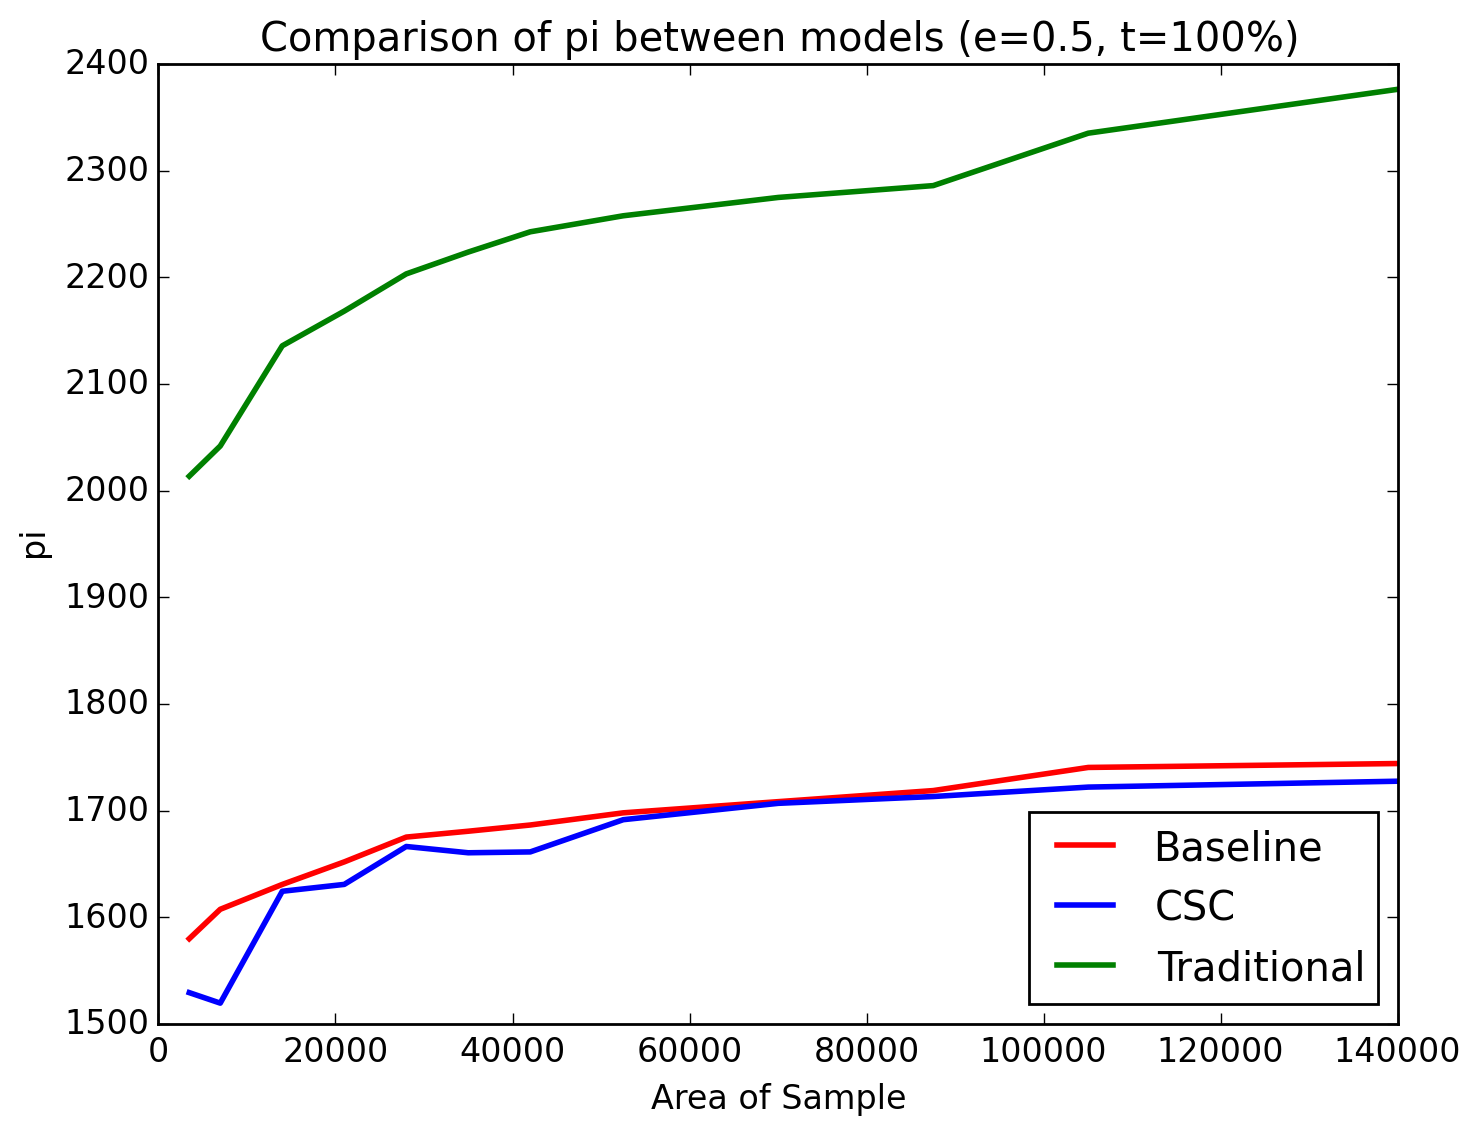 Comparison of pi between models (e=0.5, t=100%)
2400
2300
2200
2100
2000
1900
1800
1700
1600
1500
pi
0 20000 40000 60000 80000 100000 120000 140000
Area of Sample
Baseline
CSC
Traditional